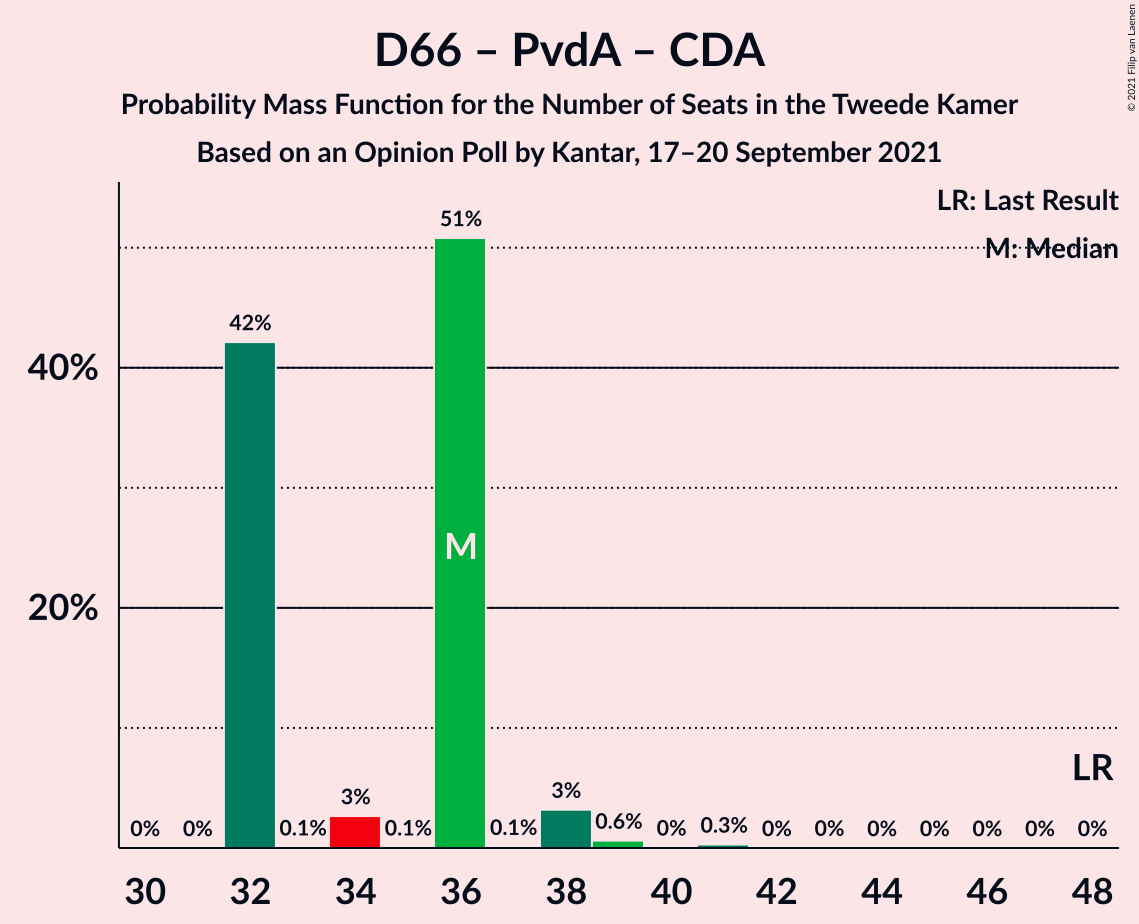 D66 – PvdA – CDA
Probability Mass Function for the Number of Seats in the Tweede Kamer
Based on an Opinion Poll by Kantar, 17–20 September 2021
© 2021 Filip van Laenen
LR: Last Result
M: Median
51%
42%
40%
M
20%
LR
3%
3%
0% 0% 0.1% 0.1% 0.1% 0.6% 0% 0.3% 0% 0% 0% 0% 0% 0% 0%
30 32 34 36 38 40 42 44 46 48